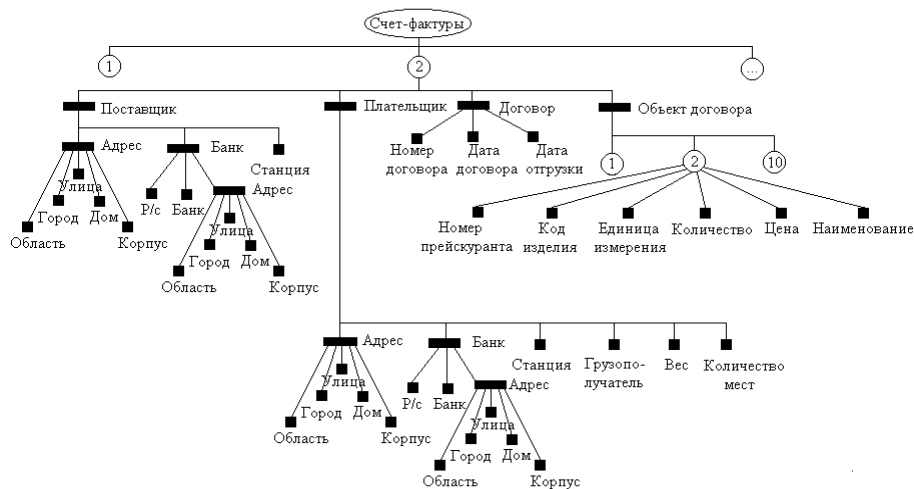 Счет-фактуры
1
2
...
Поставщик
Плательщик
Договор
Объект договора
Адрес
Банк
Станция
Номер договора
Дата договора
Дата отгрузки
1
2
10
Улица
Город
Дом
Область
Корпус
Р/с
Банк
Адрес
Улица
Город
Дом
Область
Корпус
Номер прейскуранта
Код изделия
Единица измерения
Количество
Цена
Наименование
Адрес
Банк
Станция
Грузопо-
лучатель
Вес
Количество мест
Улица
Город
Дом
Область
Корпус
Р/с
Банк
Адрес
Улица
Город
Дом
Область
Корпус